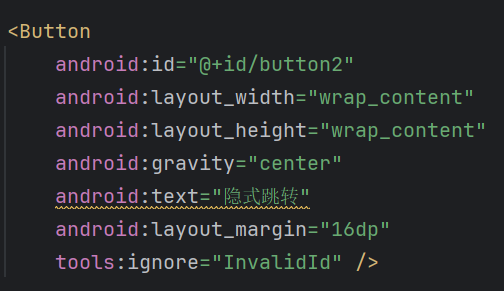 <Button
android:id="@+id/button2"
android:layout_width="wrap_content"
android:layout_height="wrap_content"
android:gravity="center"
android:text="隐式跳转"
android:layout_margin="16dp"
tools:ignore="InvalidId" />